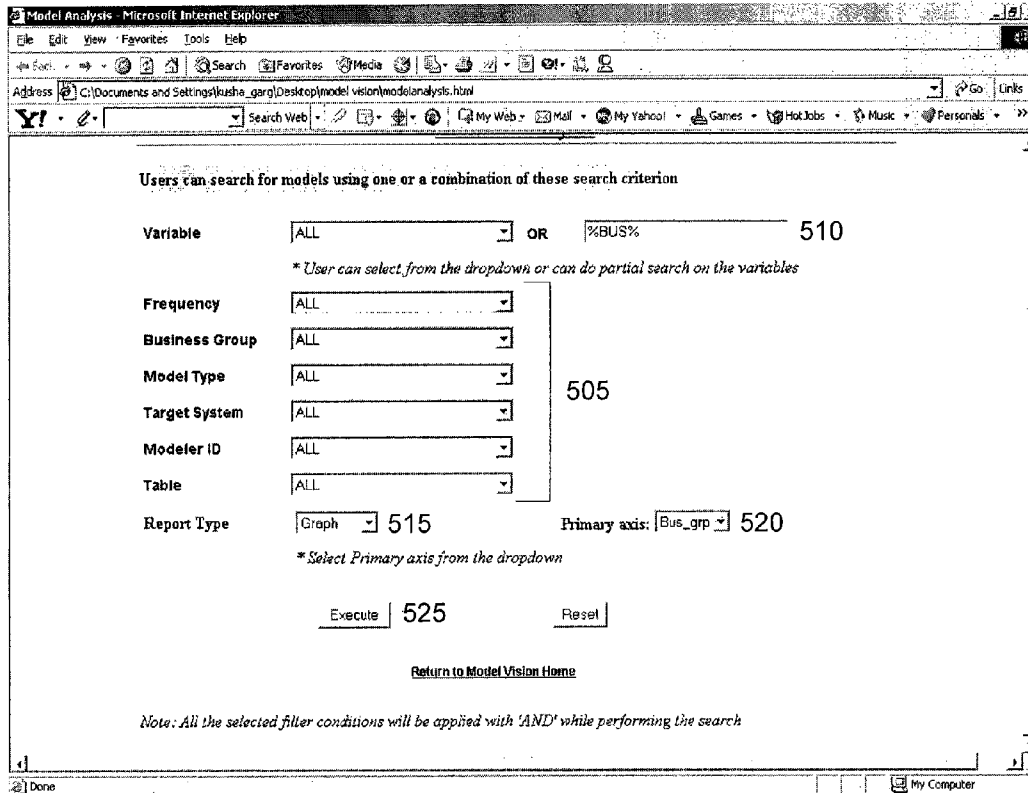 Model Analysis - Microsoft Internet Explorer
File Edit View Favorites Tools Help
Back Search Favorites Media
Address C:\Documents and Settings\kusha_garg\Desktop\model vision\modelanalysis.html Go Links
Y! Search Web My Web Mail My Yahoo! Games HotJobs Music Personals »
Users can search for models using one or a combination of these search criterion
Variable ALL OR %BUS% 510
* User can select from the dropdown or can do partial search on the variables
Frequency ALL
Business Group ALL
Model Type ALL
505
Target System ALL
Modeler ID ALL
Table ALL
Report Type Graph 515 Primary axis: Bus_grp 520
* Select Primary axis from the dropdown
Execute 525 Reset
Return to Model Vision Home
Note: All the selected filter conditions will be applied with 'AND' while performing the search
Done My Computer